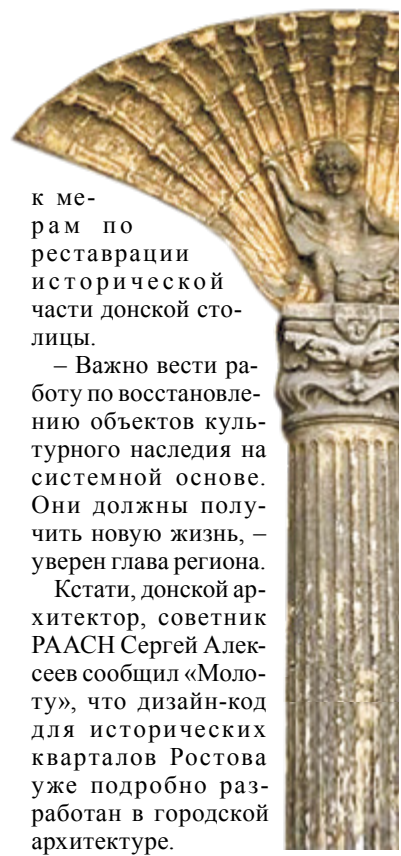 к ме-
рам по
реставрации
исторической
части донской сто-
лицы.
– Важно вести ра-
боту по восстановле-
нию объектов куль-
турного наследия на
системной основе.
Они должны полу-
чить новую жизнь, –
уверен глава региона.
Кстати, донской ар-
хитектор, советник
РААСН Сергей Алек-
сеев сообщил «Моло-
ту», что дизайн-код
для исторических
кварталов Ростова
уже подробно раз-
работан в городской
архитектуре.